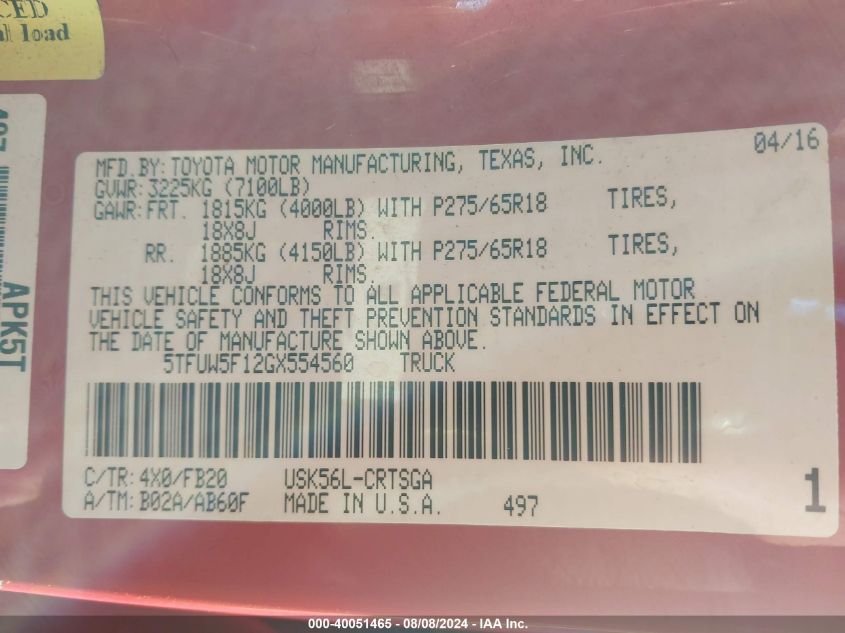 CED
al load
APK5T
MFD.BY:TOYOTA MOTOR MANUFACTURING, TEXAS, INC. 04/16
GVWR:3225KG (7100LB)
GAWR:FRT. 1815KG (4000LB) WITH P275/65R18 TIRES,
18X8J RIMS.
RR. 1885KG (4150LB) WITH P275/65R18 TIRES,
18X8J RIMS.
THIS VEHICLE CONFORMS TO ALL APPLICABLE FEDERAL MOTOR
VEHICLE SAFETY AND THEFT PREVENTION STANDARDS IN EFFECT ON
THE DATE OF MANUFACTURE SHOWN ABOVE.
5TFUW5F12GX554560 TRUCK
C/TR:4X0/FB20 USK56L-CRTSGA
A/TM:B02A/AB60F MADE IN U.S.A. 497 1
000-40051465 - 08/08/2024 - IAA Inc.